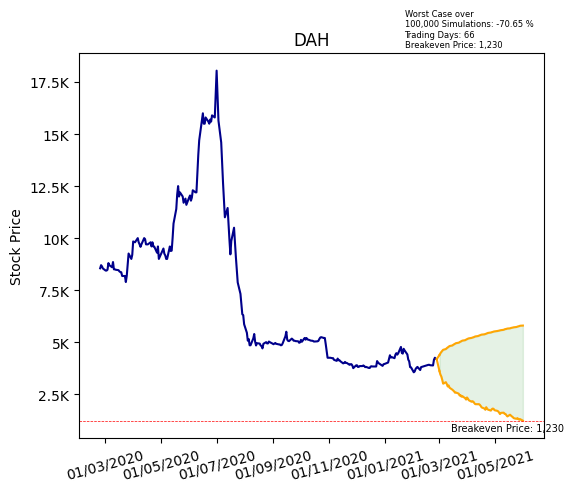 Worst Case over
100,000 Simulations: -70.65 %
Trading Days: 66
Breakeven Price: 1,230
DAH
Stock Price
17.5K
15K
12.5K
10K
7.5K
5K
2.5K
Breakeven Price: 1,230
01/03/2020
01/05/2020
01/07/2020
01/09/2020
01/11/2020
01/01/2021
01/03/2021
01/05/2021